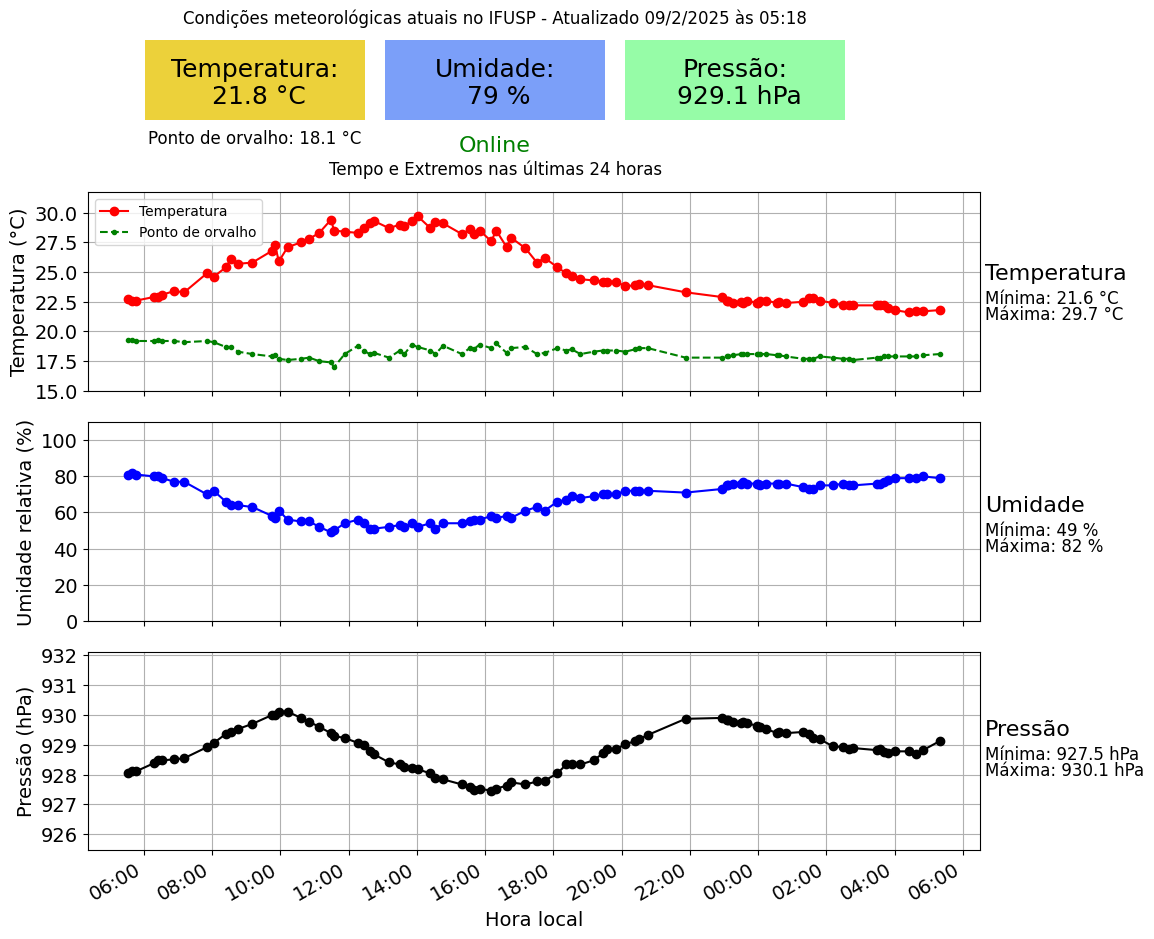 Condições meteorológicas atuais no IFUSP - Atualizado 09/2/2025 às 05:18
Temperatura:
21.8 °C
Umidade:
79 %
Pressão:
929.1 hPa
Ponto de orvalho: 18.1 °C
Online
Tempo e Extremos nas últimas 24 horas
Temperatura (°C)
30.0
27.5
25.0
22.5
20.0
17.5
15.0
Temperatura
Ponto de orvalho
Temperatura
Mínima: 21.6 °C
Máxima: 29.7 °C
Umidade relativa (%)
100
80
60
40
20
0
Umidade
Mínima: 49 %
Máxima: 82 %
Pressão (hPa)
932
931
930
929
928
927
926
Pressão
Mínima: 927.5 hPa
Máxima: 930.1 hPa
06:00
08:00
10:00
12:00
14:00
16:00
18:00
20:00
22:00
00:00
02:00
04:00
06:00
Hora local